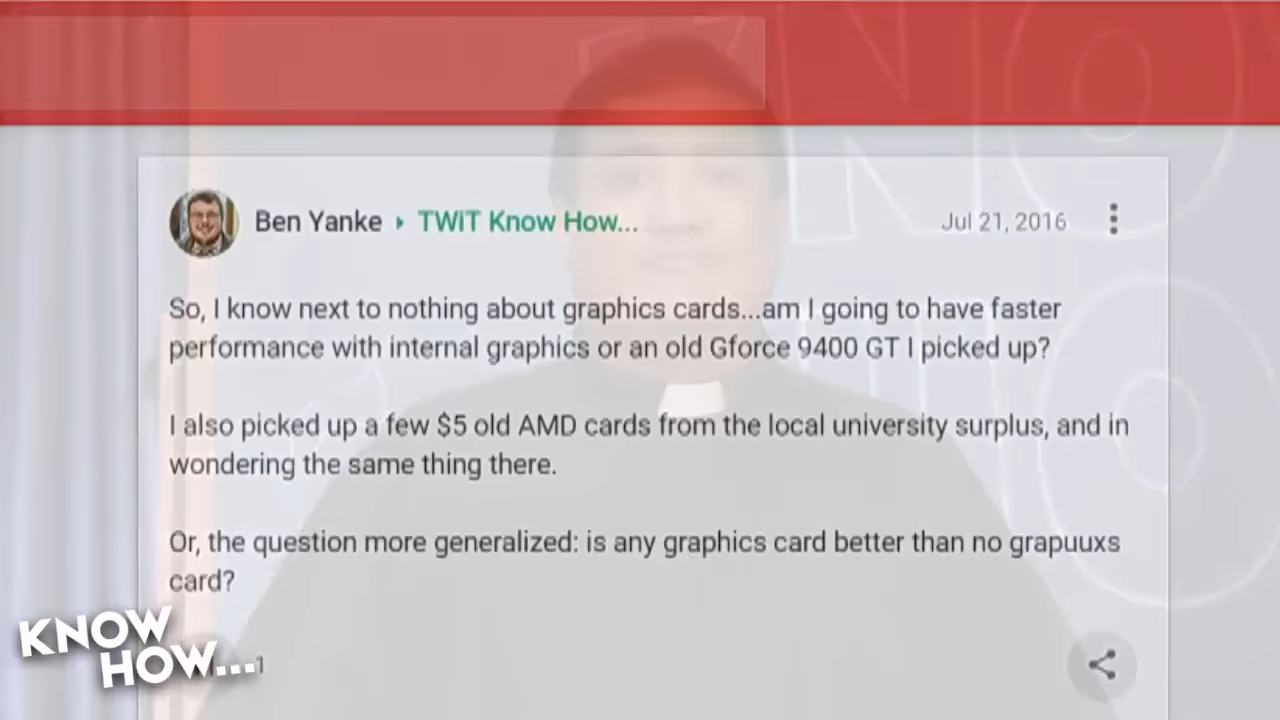 Ben Yanke ▸ TWiT Know How... Jul 21, 2016
So, I know next to nothing about graphics cards...am I going to have faster
performance with internal graphics or an old Gforce 9400 GT I picked up?
I also picked up a few $5 old AMD cards from the local university surplus, and in
wondering the same thing there.
Or, the question more generalized: is any graphics card better than no grapuuxs
card?
KNOW
HOW...
1